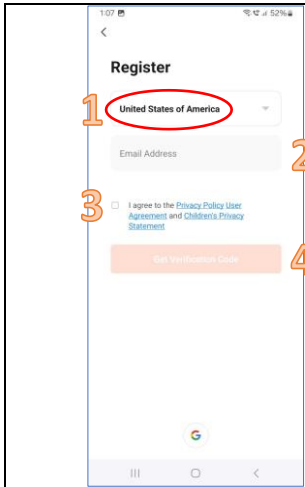 1:07 52%
Register
1 United States of America
Email Address 2
3 I agree to the Privacy Policy User
Agreement and Children's Privacy
Statement
Get Verification Code 4
G